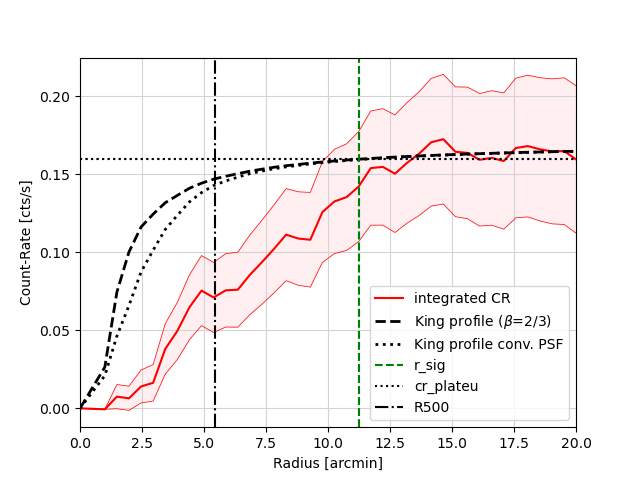 0.20
0.15
0.10
0.05
0.00
Count-Rate [cts/s]
integrated CR
King profile (β=2/3)
King profile conv. PSF
r_sig
cr_plateu
R500
0.0 2.5 5.0 7.5 10.0 12.5 15.0 17.5 20.0
Radius [arcmin]